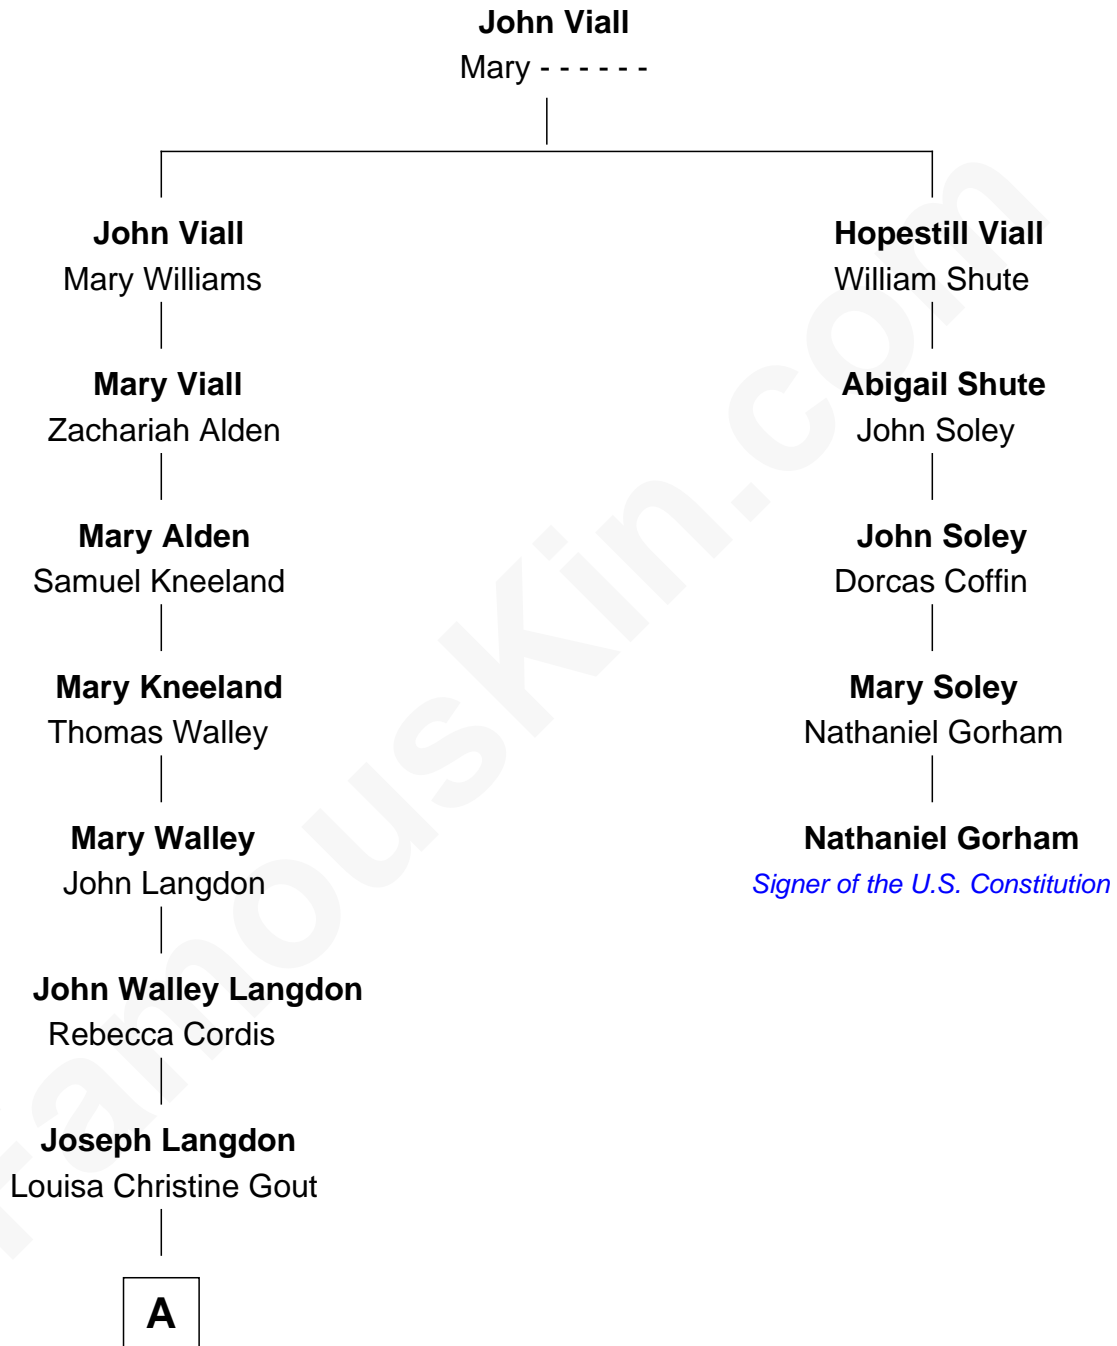 John Viall
Mary - - - - - -
John Viall
Mary Williams
Mary Viall
Zachariah Alden
Mary Alden
Samuel Kneeland
Mary Kneeland
Thomas Walley
Mary Walley
John Langdon
John Walley Langdon
Rebecca Cordis
Joseph Langdon
Louisa Christine Gout
A
Hopestill Viall
William Shute
Abigail Shute
John Soley
John Soley
Dorcas Coffin
Mary Soley
Nathaniel Gorham
Nathaniel Gorham
Signer of the U.S. Constitution
FamousKin.com